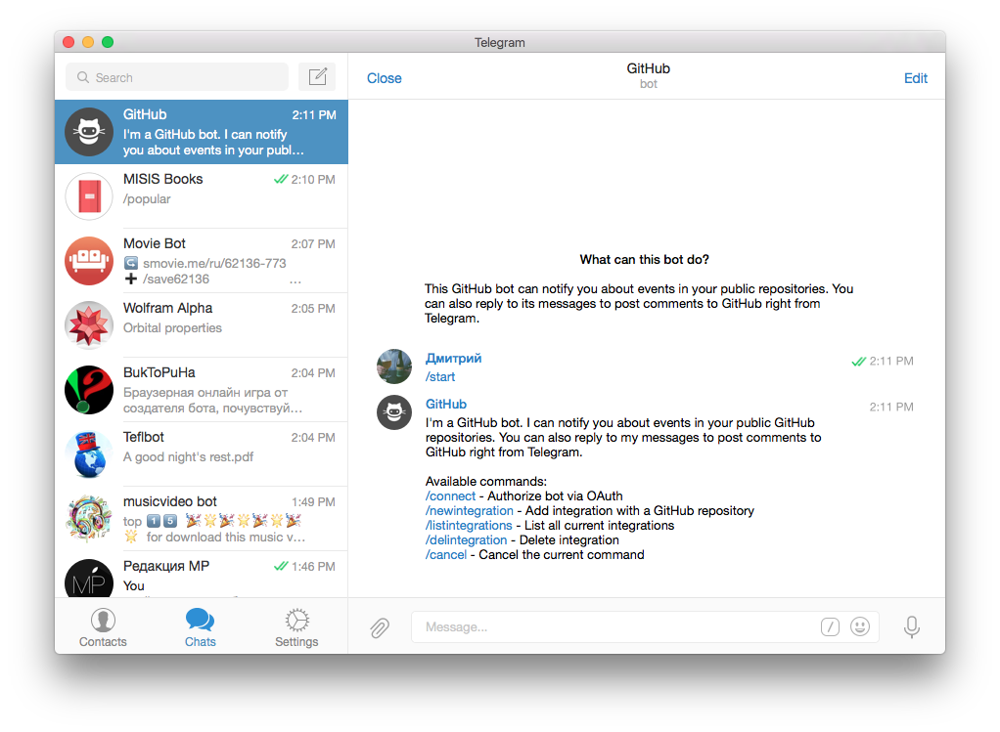 Telegram
Search
Close
GitHub
bot
Edit
GitHub
2:11 PM
I'm a GitHub bot. I can notify
you about events in your publ...
MISIS Books
2:10 PM
/popular
Movie Bot
2:07 PM
smovie.me/ru/62136-773
/save62136 ...
Wolfram Alpha
2:05 PM
Orbital properties
ВиКТоРиНа
2:04 PM
Браузерная онлайн игра от
создателя бота, почувствуй...
Teflbot
2:04 PM
A good night's rest.pdf
musicvideo bot
1:49 PM
top 1 5
for download this music v...
Редакция МР
1:46 PM
MP
You
Contacts
Chats
Settings
What can this bot do?
This GitHub bot can notify you about events in your public repositories. You
can also reply to its messages to post comments to GitHub right from
Telegram.
Дмитрий
2:11 PM
/start
GitHub
2:11 PM
I'm a GitHub bot. I can notify you about events in your public GitHub
repositories. You can also reply to my messages to post comments to
GitHub right from Telegram.
Available commands:
/connect - Authorize bot via OAuth
/newintegration - Add integration with a GitHub repository
/listintegrations - List all current integrations
/delintegration - Delete integration
/cancel - Cancel the current command
Message...
/